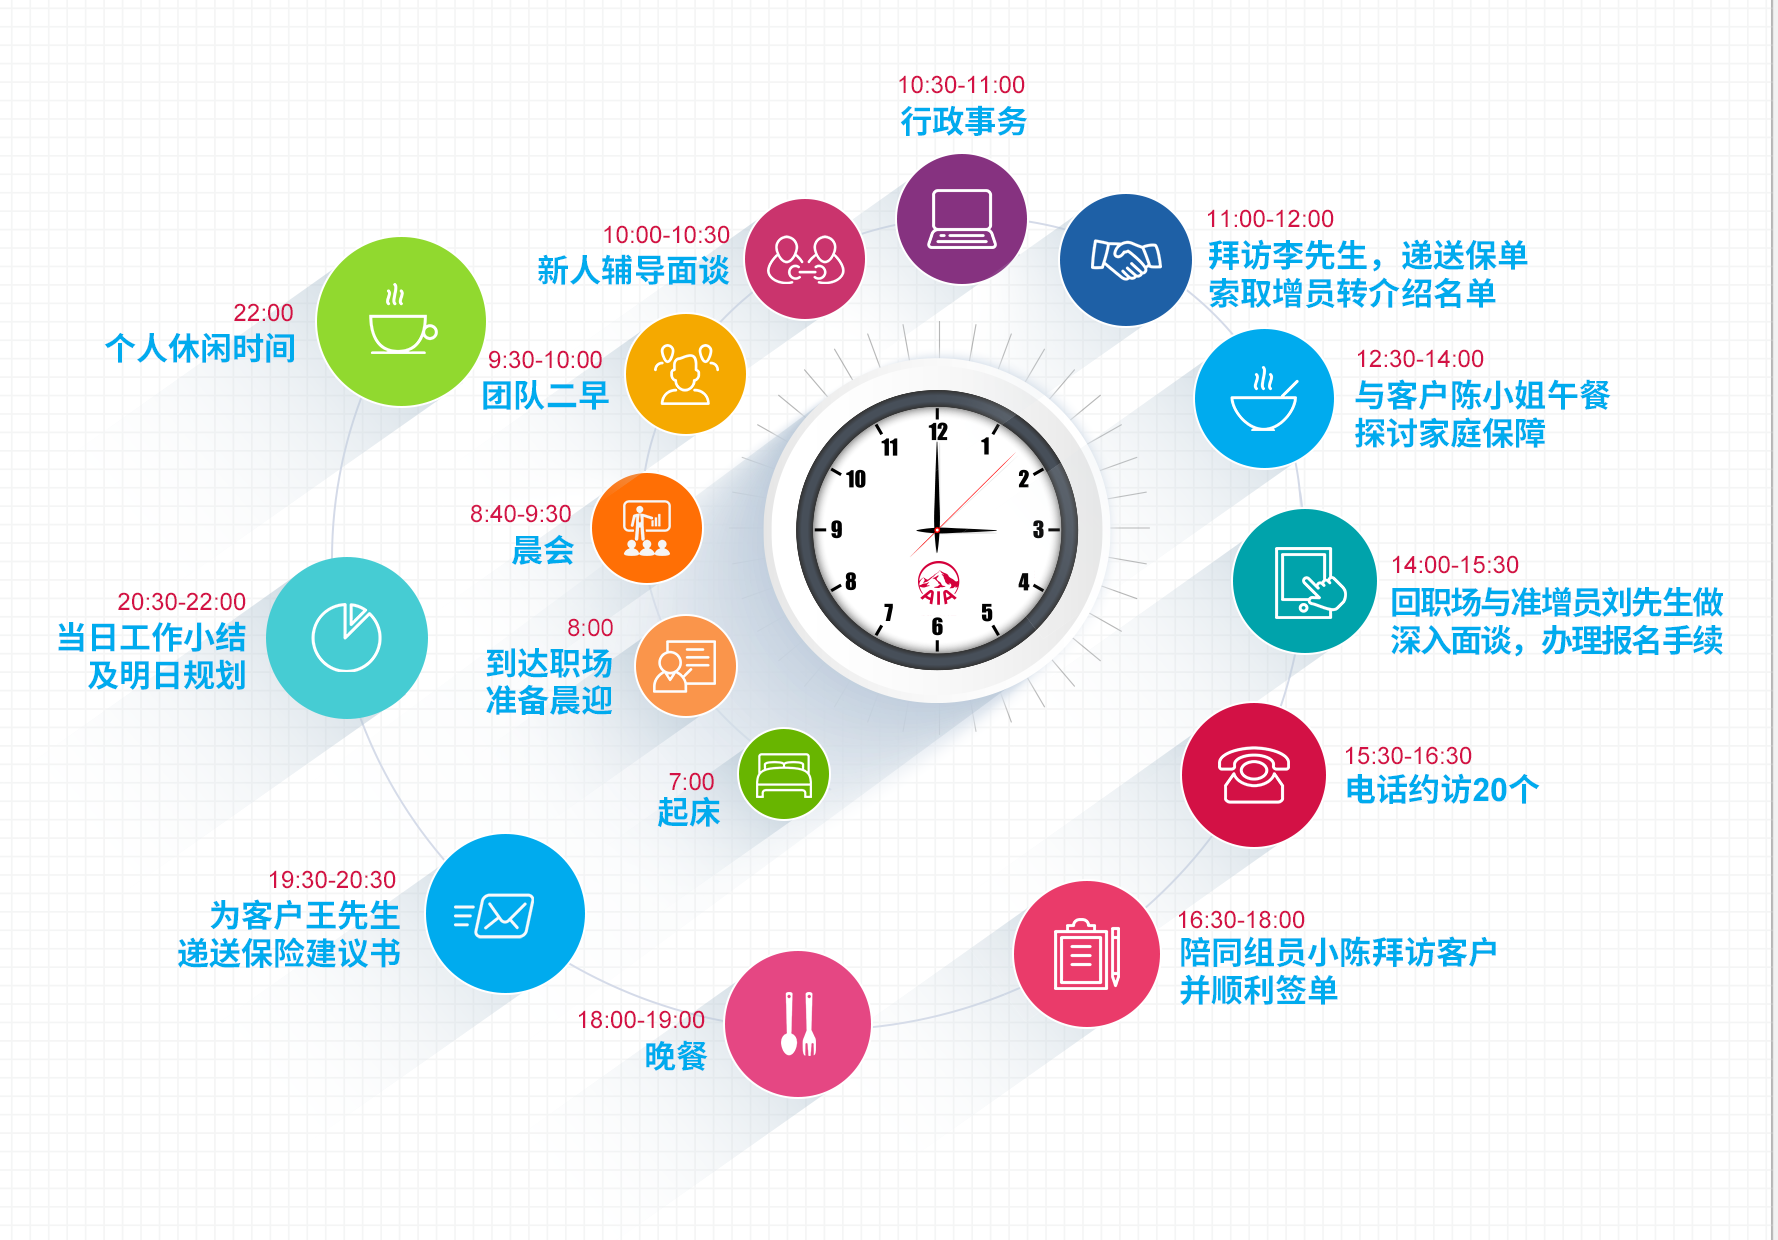 10:30-11:00
行政事务
11:00-12:00
拜访李先生，递送保单
索取增员转介绍名单
12:30-14:00
与客户陈小姐午餐
探讨家庭保障
14:00-15:30
回职场与准增员刘先生做
深入面谈，办理报名手续
15:30-16:30
电话约访20个
16:30-18:00
陪同组员小陈拜访客户
并顺利签单
18:00-19:00
晚餐
19:30-20:30
为客户王先生
递送保险建议书
20:30-22:00
当日工作小结
及明日规划
22:00
个人休闲时间
10:00-10:30
新人辅导面谈
9:30-10:00
团队二早
8:40-9:30
晨会
8:00
到达职场
准备晨迎
7:00
起床
12
1
2
3
4
5
6
7
8
9
10
11
AIA